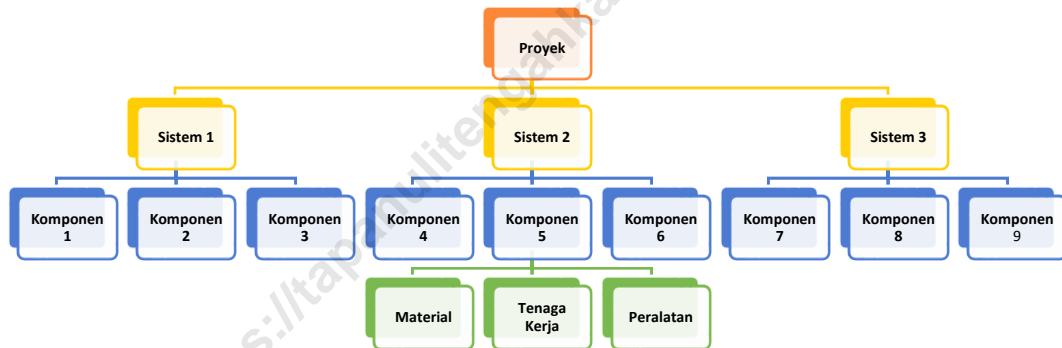 Proyek
Sistem 1
Sistem 2
Sistem 3
Komponen
1
Komponen
2
Komponen
3
Komponen
4
Komponen
5
Komponen
6
Komponen
7
Komponen
8
Komponen
9
Material
Tenaga
Kerja
Peralatan
s://tapanulitengahka